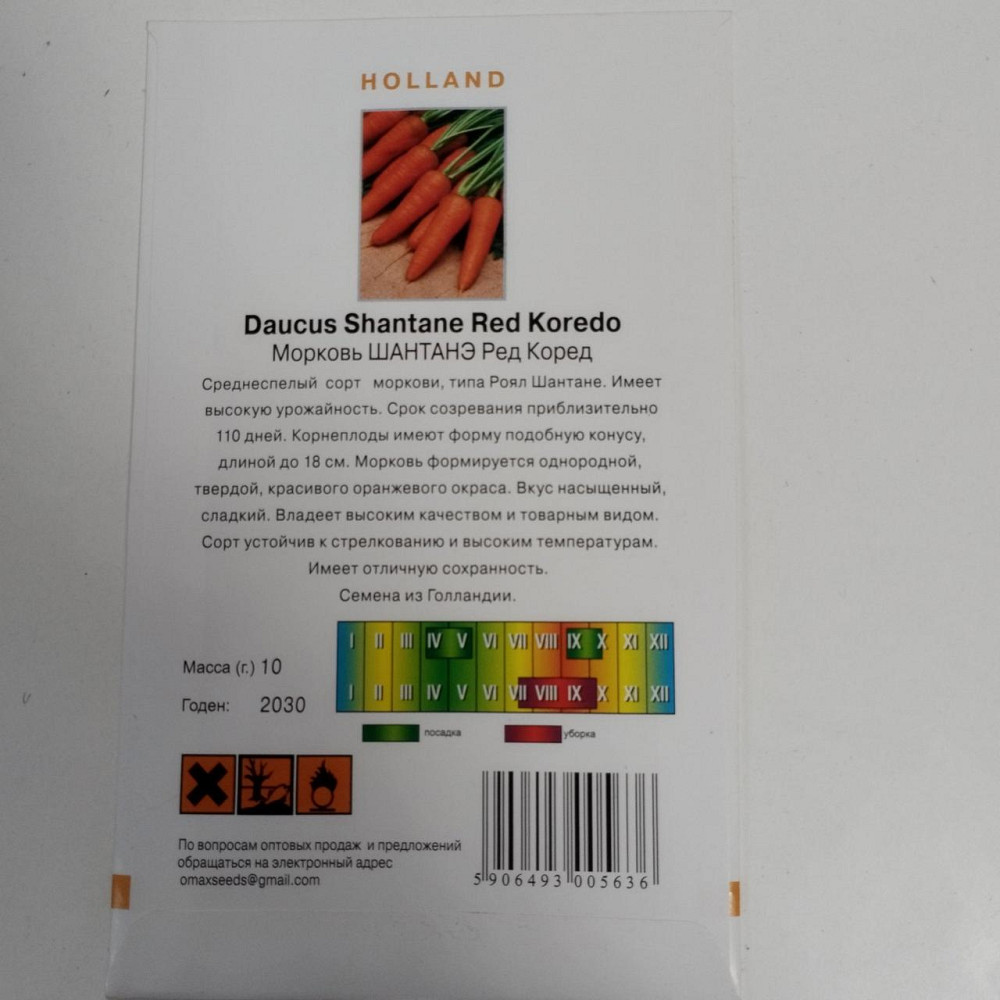 HOLLAND
Daucus Shantane Red Koredo
Морковь ШАНТАНЭ Ред Коред
Среднеспелый сорт моркови, типа Роял Шантане. Имеет
высокую урожайность. Срок созревания приблизительно
110 дней. Корнеплоды имеют форму подобную конусу,
длиной до 18 см. Морковь формируется однородной,
твердой, красивого оранжевого окраса. Вкус насыщенный,
сладкий. Владеет высоким качеством и товарным видом.
Сорт устойчив к стрелкованию и высоким температурам.
Имеет отличную сохранность.
Семена из Голландии.
I II III IV V VI VII VIII IX X XI XII
Масса (г.) 10
I II III IV V VI VII VIII IX X XI XII
Годен: 2030
посадка уборка
По вопросам оптовых продаж и предложений
обращаться на электронный адрес
omaxseeds@gmail.com
5 906493 005636